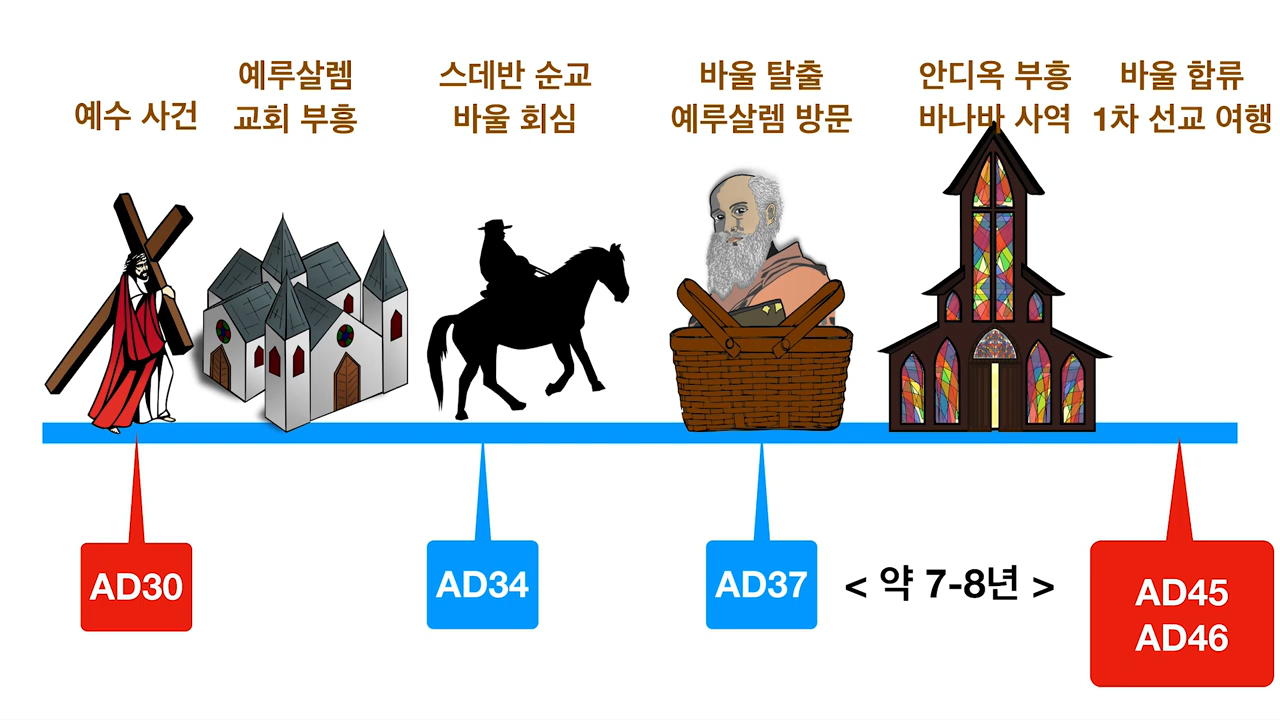 예수 사건
예루살렘
교회 부흥
스데반 순교
바울 회심
바울 탈출
예루살렘 방문
안디옥 부흥
바나바 사역
바울 합류
1차 선교 여행
AD30
AD34
AD37
< 약 7-8년 >
AD45
AD46